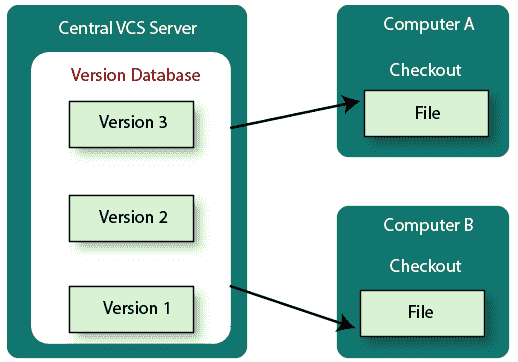 Central VCS Server
Version Database
Version 3
Version 2
Version 1
Computer A
Checkout
File
Computer B
Checkout
File